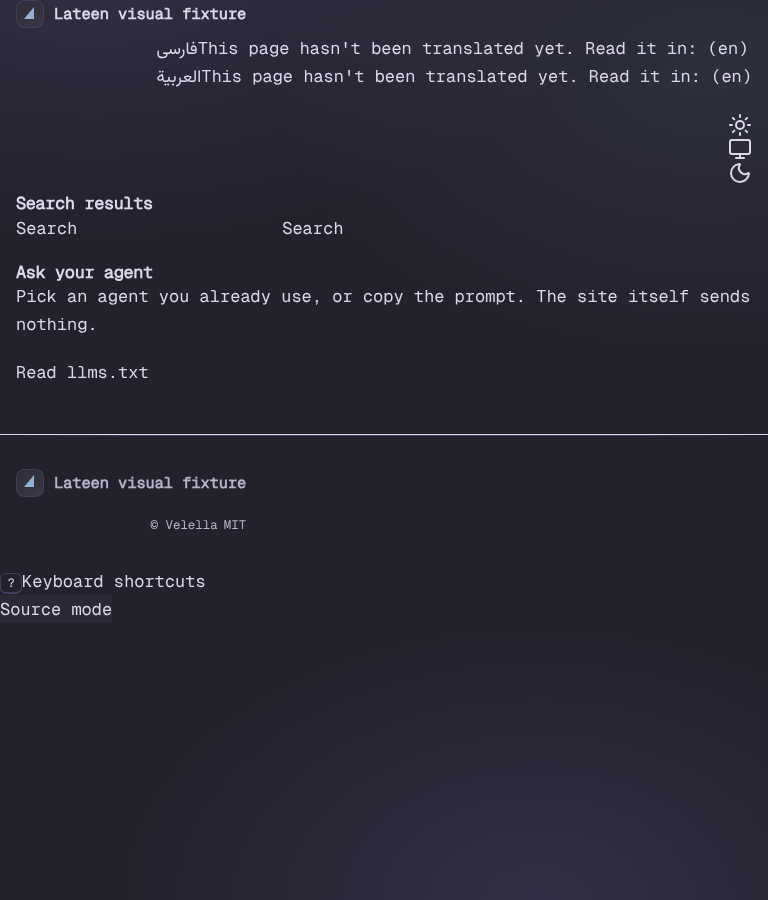 Lateen visual fixture
فارسیThis page hasn't been translated yet. Read it in: (en)
العربيةThis page hasn't been translated yet. Read it in: (en)
Search results
Search Search
Ask your agent
Pick an agent you already use, or copy the prompt. The site itself sends
nothing.
Read llms.txt
Lateen visual fixture
© Velella MIT
?Keyboard shortcuts
Source mode